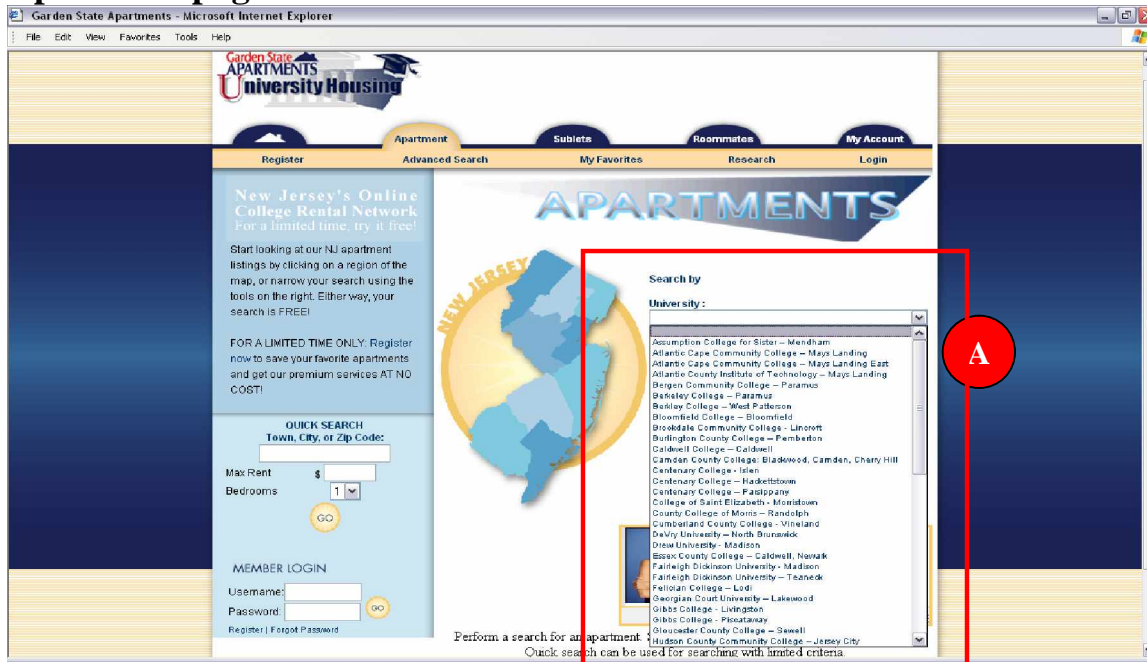 Garden State Apartments - Microsoft Internet Explorer
File Edit View Favorites Tools Help
Garden State
APARTMENTS
University Housing
Apartment Sublets Roommates My Account
Register Advanced Search My Favorites Research Login
New Jersey's Online
College Rental Network
For a limited time, try it free!
APARTMENTS
Start looking at our NJ apartment
listings by clicking on a region of the
map, or narrow your search using the
tools on the right. Either way, your
search is FREE!
FOR A LIMITED TIME ONLY; Register
now to save your favorite apartments
and get our premium services AT NO
COST!
QUICK SEARCH
Town, City, or Zip Code:
Max Rent $
Bedrooms 1
GO
MEMBER LOGIN
Username:
Password:
GO
Register | Forgot Password
NEW JERSEY
Search by
University :
Assumption College for Sister – Mendham
Atlantic Cape Community College – Mays Landing
Atlantic Cape Community College – Mays Landing East
Atlantic County Institute of Technology – Mays Landing
Bergen Community College – Paramus
Berkeley College – Paramus
Berkley College – West Patterson
Bloomfield College – Bloomfield
Brookdale Community College - Lincroft
Burlington County College – Pemberton
Caldwell College – Caldwell
Camden County College: Blackwood, Camden, Cherry Hill
Centenary College - Islen
Centenary College – Hackettstown
Centenary College – Parsippany
College of Saint Elizabeth - Morristown
County College of Morris – Randolph
Cumberland County College - Vineland
DeVry University – North Brunswick
Drew University - Madison
Essex County College – Caldwell, Newark
Fairleigh Dickinson University - Madison
Fairleigh Dickinson University – Teaneck
Felician College – Lodi
Georgian Court University – Lakewood
Gibbs College - Livingston
Gibbs College - Piscataway
Gloucester County College – Sewell
Hudson County Community College – Jersey City
A
Perform a search for an apartment.
Quick search can be used for searching with limited criteria.